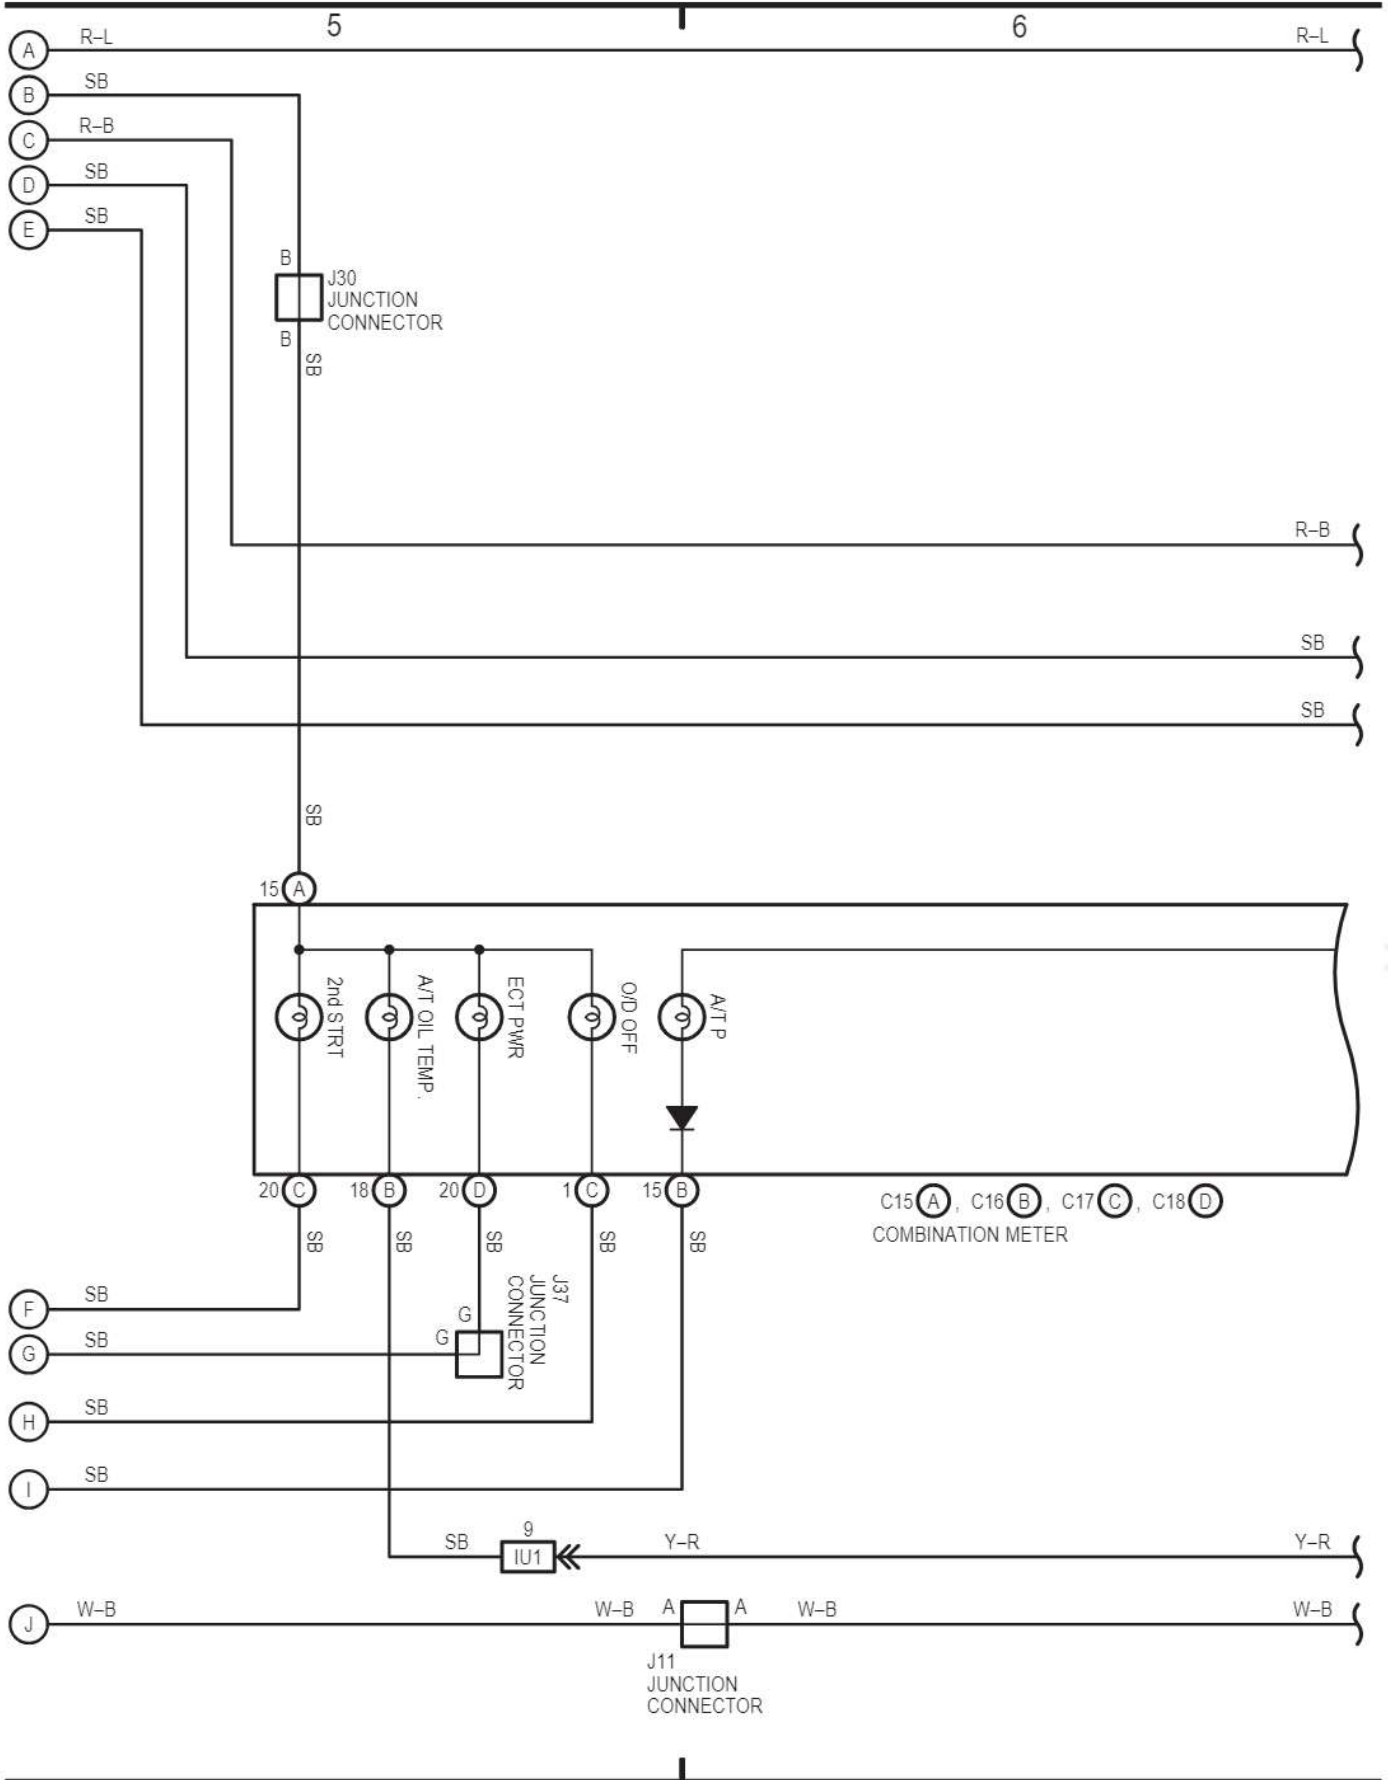 5
6
A R–L R–L
B SB
C R–B
D SB
E SB
B
J30
JUNCTION
CONNECTOR
B
SB
R–B
SB
SB
SB
15 A
2nd STRT
A/T OIL TEMP.
ECT PWR
O/D OFF
A/T P
20 C
18 B
20 D
1 C
15 B
C15 A , C16 B , C17 C , C18 D
COMBINATION METER
SB
SB
SB
SB
SB
J37
JUNCTION
CONNECTOR
F SB
G
G SB G
H SB
I SB
9
SB IU1 Y–R Y–R
J W–B W–B A A W–B W–B
J11
JUNCTION
CONNECTOR